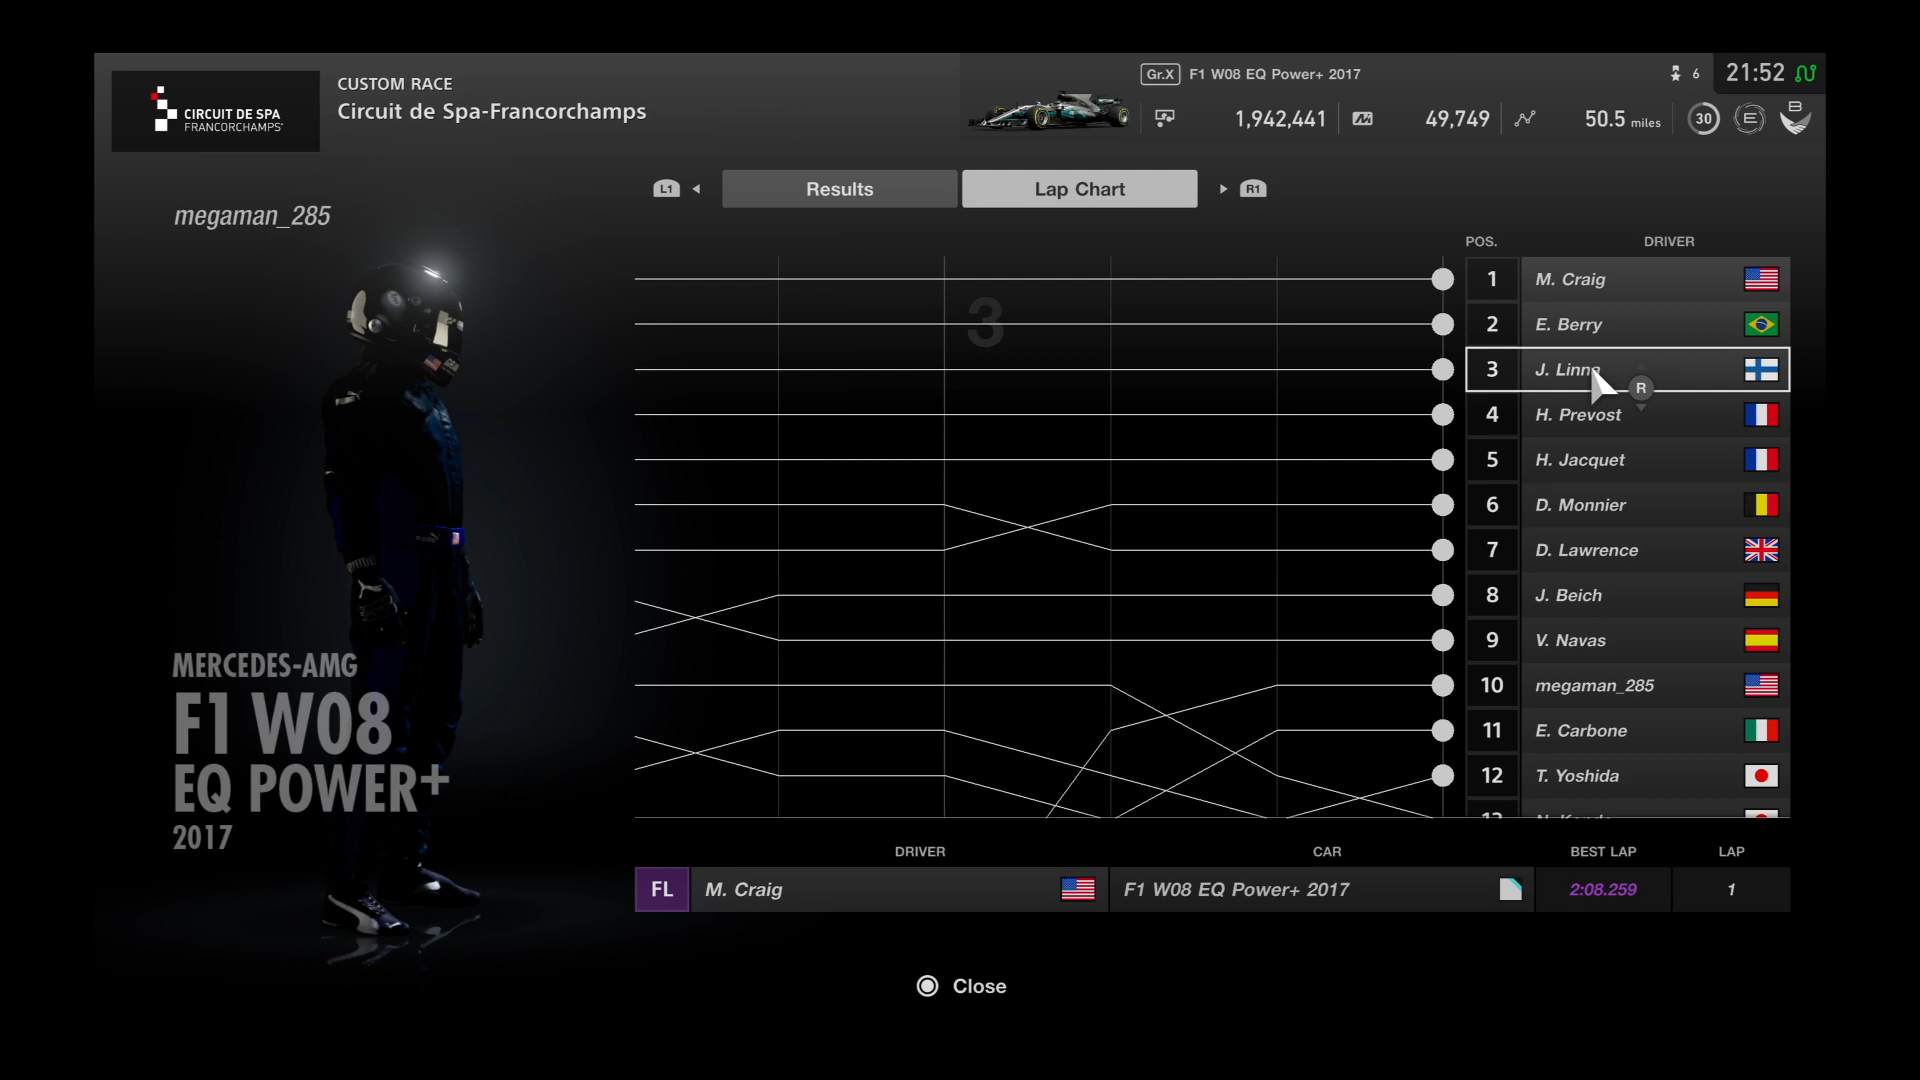 CIRCUIT DE SPA
FRANCORCHAMPS
CUSTOM RACE
Circuit de Spa-Francorchamps
Gr.X F1 W08 EQ Power+ 2017
6
21:52
1,942,441
49,749
50.5 miles
30
E
B
L1
Results
Lap Chart
R1
megaman_285
POS. DRIVER
3
1 M. Craig
2 E. Berry
3 J. Linna
R
4 H. Prevost
5 H. Jacquet
6 D. Monnier
7 D. Lawrence
8 J. Beich
9 V. Navas
10 megaman_285
11 E. Carbone
12 T. Yoshida
MERCEDES-AMG
F1 W08
EQ POWER+
2017
DRIVER CAR BEST LAP LAP
FL M. Craig F1 W08 EQ Power+ 2017 2:08.259 1
Close